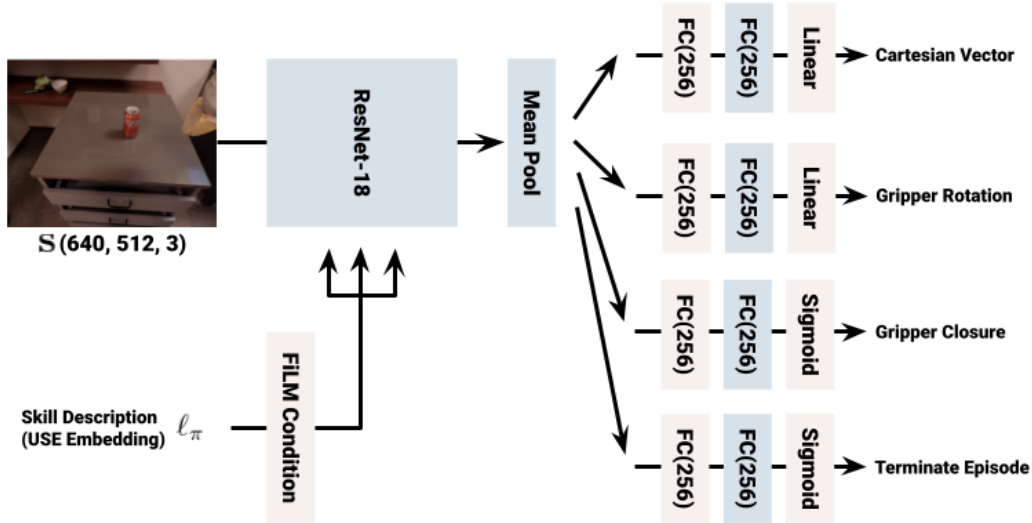 S (640, 512, 3)
Skill Description
(USE Embedding) ℓπ
FiLM Condition
ResNet-18
Mean Pool
FC(256)
FC(256)
Linear
Cartesian Vector
FC(256)
FC(256)
Linear
Gripper Rotation
FC(256)
FC(256)
Sigmoid
Gripper Closure
FC(256)
FC(256)
Sigmoid
Terminate Episode